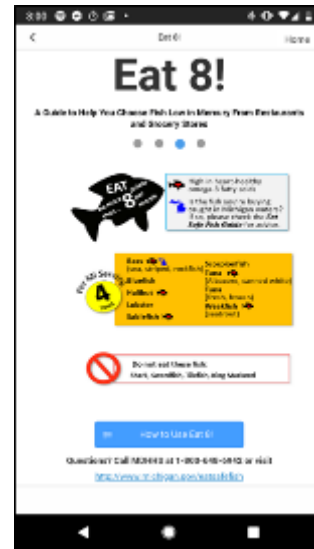 3:00
Eat 8! Home
Eat 8!
A Guide to Help You Choose Fish Low in Mercury From Restaurants
and Grocery Stores
High in heart-healthy
omega-3 fatty acids
Is the fish you're buying
caught in Michigan waters?
If so, please check the Eat
Safe Fish Guide for advice.
EAT
8
Bass
(sea, striped, rockfish)
Bluefish
Halibut
Lobster
Sablefish
Scorpionfish
Tuna
(Albacore, canned white)
Tuna
(fresh, frozen)
Weakfish
(seatrout)
4
Do not eat these fish:
Shark, Swordfish, Tilefish, King Mackerel
How to Use Eat 8!
Questions? Call MDHHS at 1-800-648-6942 or visit
http://www.michigan.gov/eatsafefish